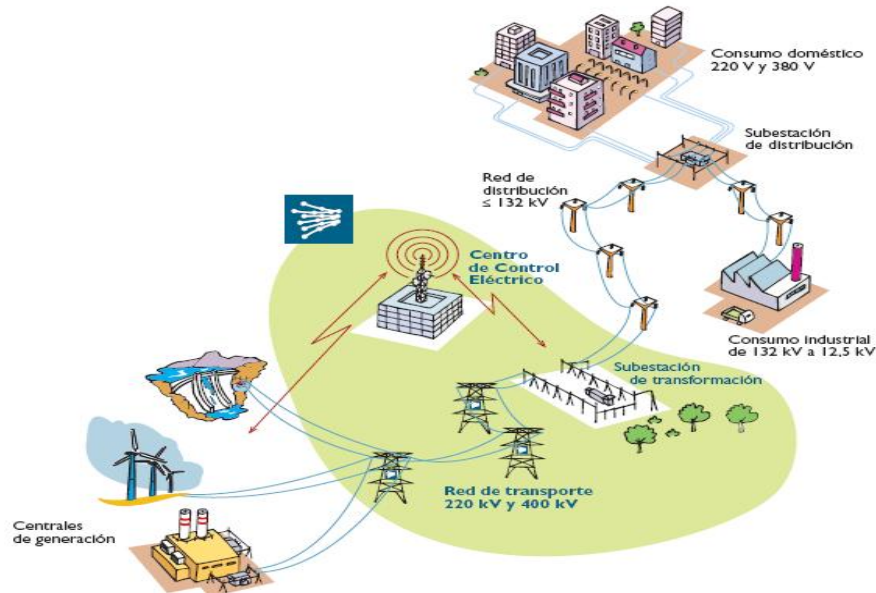 Consumo doméstico
220 V y 380 V
Subestación
de distribución
Red de
distribución
≤ 132 kV
Centro
de Control
Eléctrico
Consumo industrial
de 132 kV a 12,5 kV
Subestación
de transformación
Red de transporte
220 kV y 400 kV
Centrales
de generación